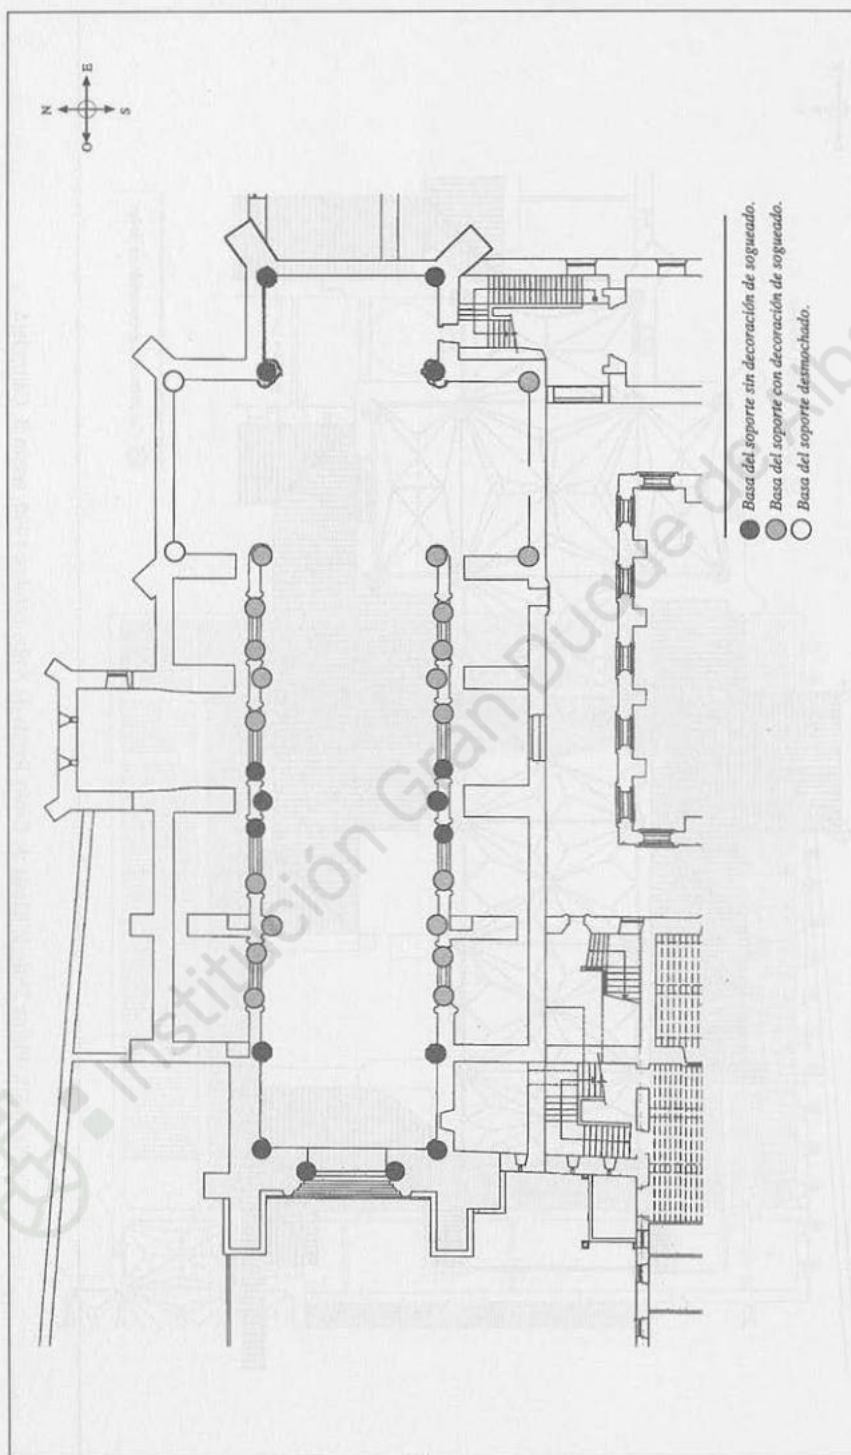 N
E
O
S
Basa del soporte sin decoración de sogueado.
Basa del soporte con decoración de sogueado.
Basa del soporte desmochado.
Institución Gran Duque de Alba